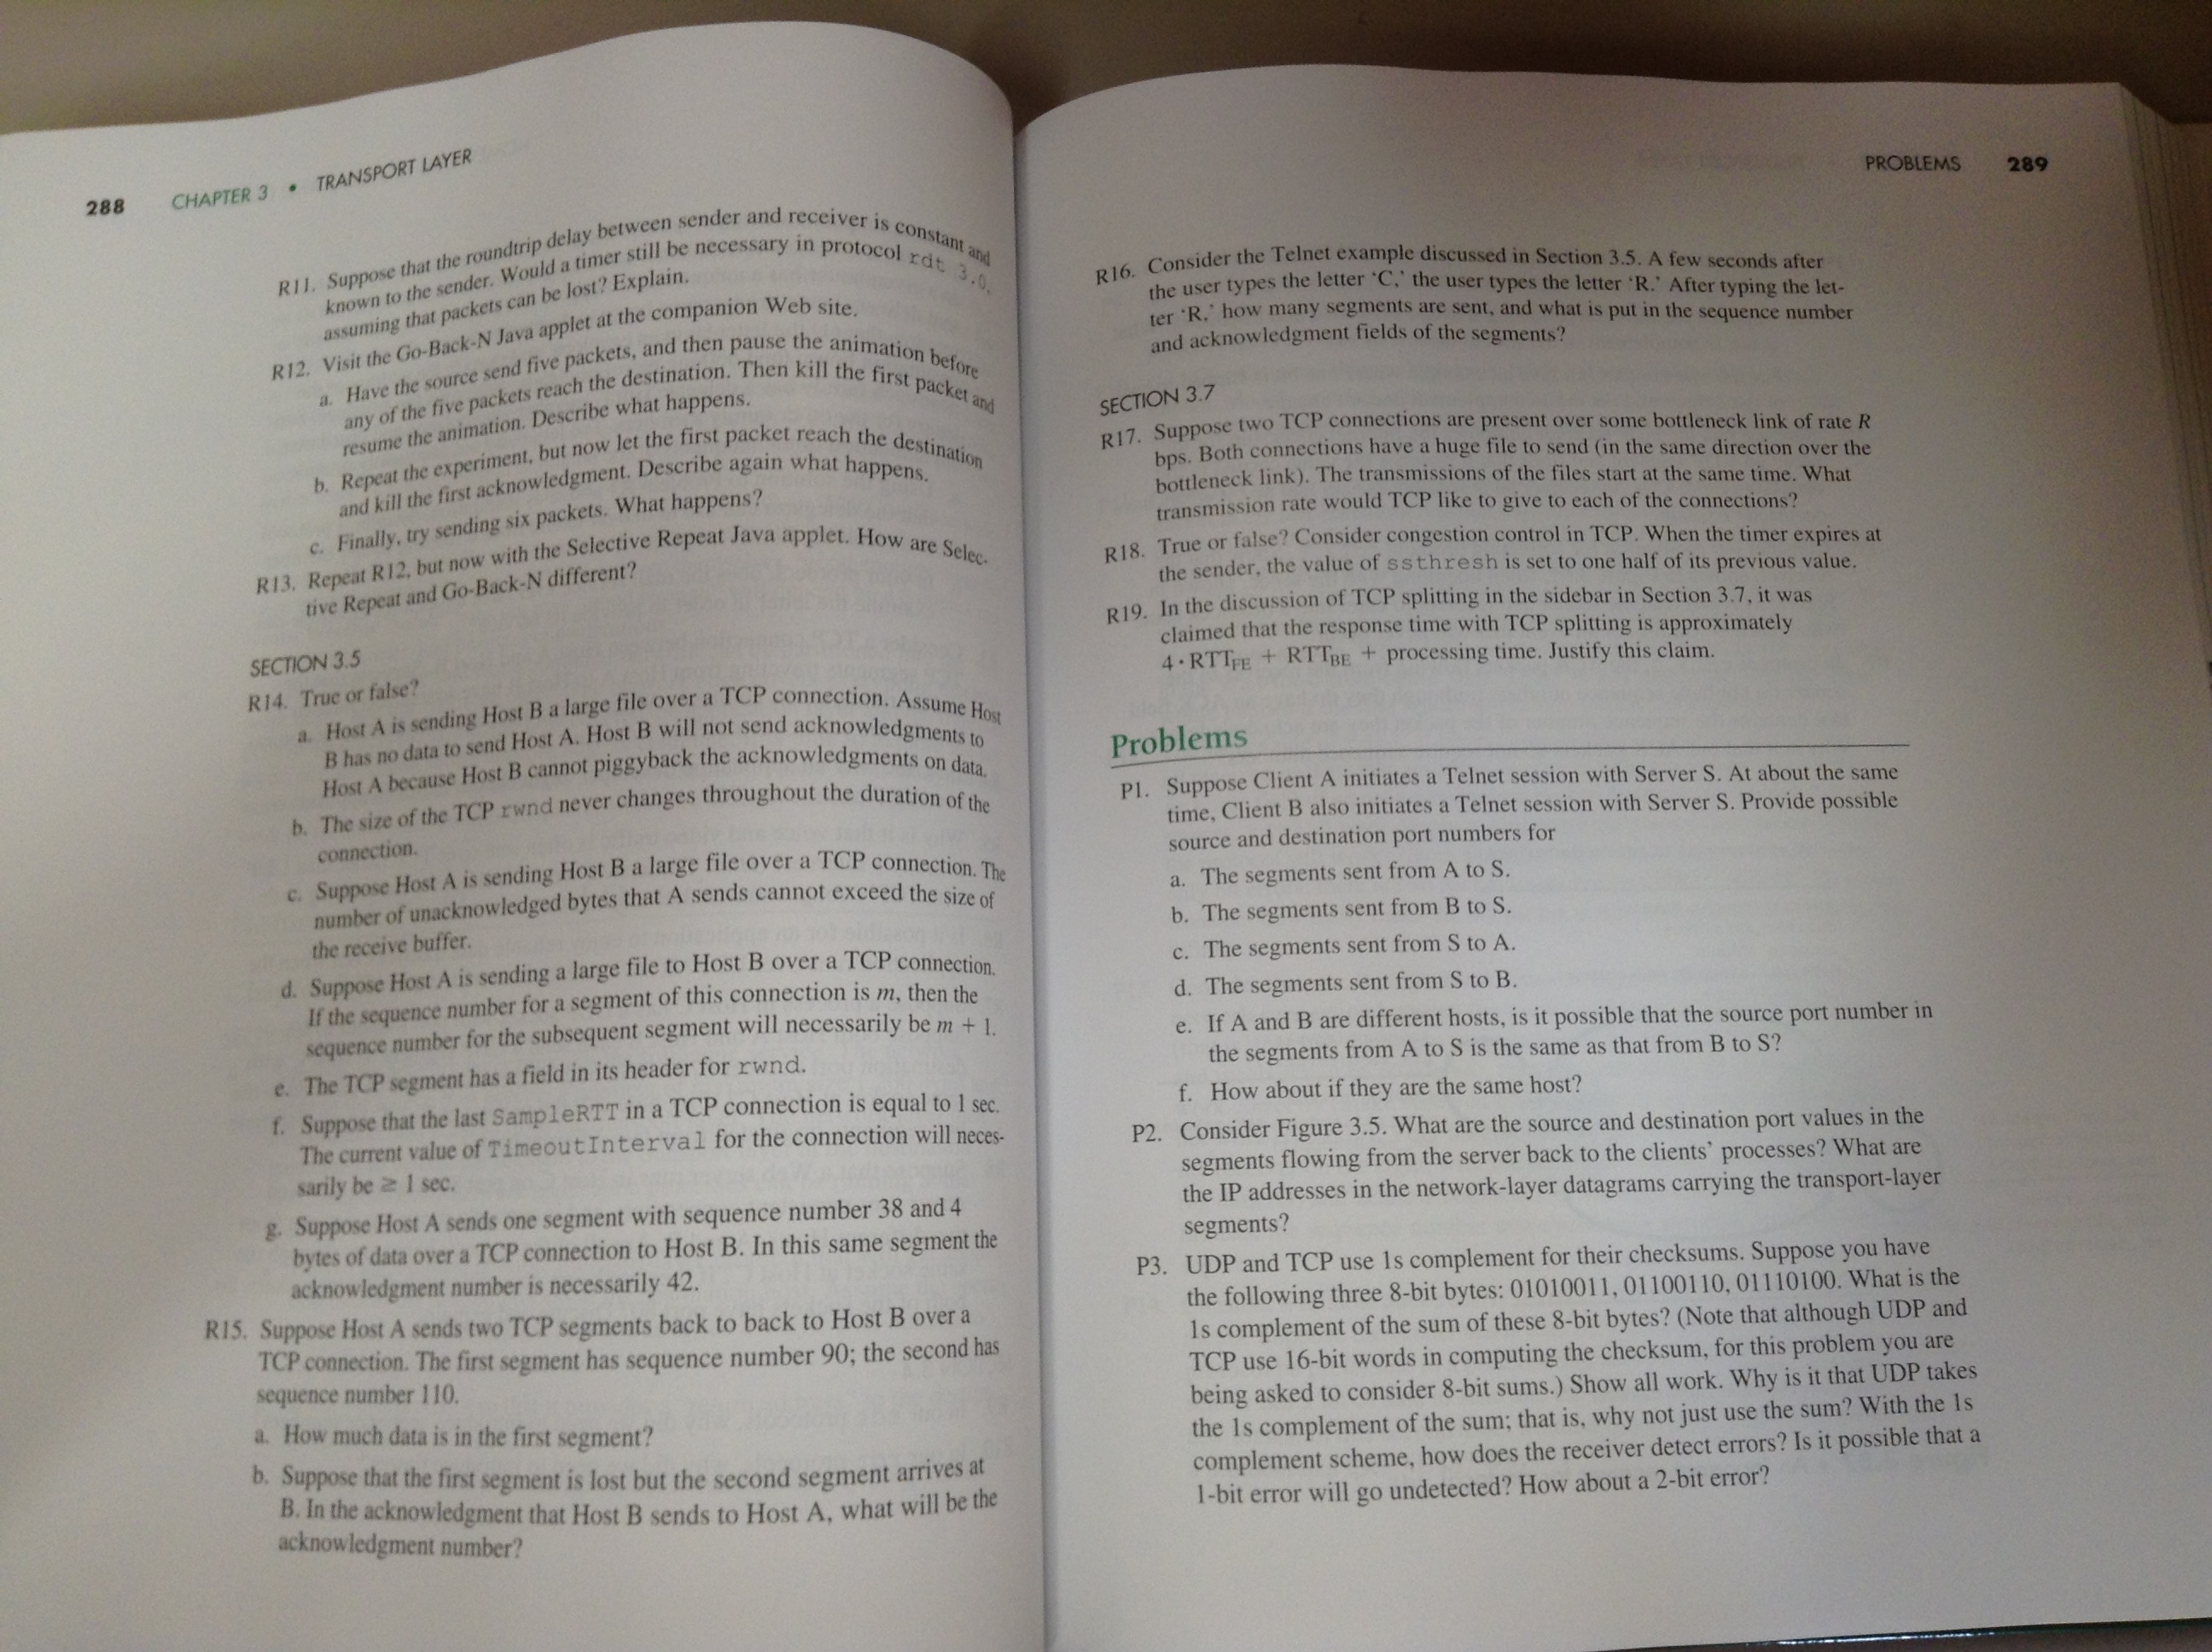 288 CHAPTER 3 • TRANSPORT LAYER
R11. Suppose that the roundtrip delay between sender and receiver is constant and
known to the sender. Would a timer still be necessary in protocol rdt 3.0,
assuming that packets can be lost? Explain.
R12. Visit the Go-Back-N Java applet at the companion Web site.
a. Have the source send five packets, and then pause the animation before
any of the five packets reach the destination. Then kill the first packet and
resume the animation. Describe what happens.
b. Repeat the experiment, but now let the first packet reach the destination
and kill the first acknowledgment. Describe again what happens.
c. Finally, try sending six packets. What happens?
R13. Repeat R12, but now with the Selective Repeat Java applet. How are Selec-
tive Repeat and Go-Back-N different?
SECTION 3.5
R14. True or false?
a. Host A is sending Host B a large file over a TCP connection. Assume Host
B has no data to send Host A. Host B will not send acknowledgments to
Host A because Host B cannot piggyback the acknowledgments on data.
b. The size of the TCP rwnd never changes throughout the duration of the
connection.
c. Suppose Host A is sending Host B a large file over a TCP connection. The
number of unacknowledged bytes that A sends cannot exceed the size of
the receive buffer.
d. Suppose Host A is sending a large file to Host B over a TCP connection.
If the sequence number for a segment of this connection is m, then the
sequence number for the subsequent segment will necessarily be m + 1.
e. The TCP segment has a field in its header for rwnd.
f. Suppose that the last SampleRTT in a TCP connection is equal to 1 sec.
The current value of TimeoutInterval for the connection will neces-
sarily be ≥ 1 sec.
g. Suppose Host A sends one segment with sequence number 38 and 4
bytes of data over a TCP connection to Host B. In this same segment the
acknowledgment number is necessarily 42.
R15. Suppose Host A sends two TCP segments back to back to Host B over a
TCP connection. The first segment has sequence number 90; the second has
sequence number 110.
a. How much data is in the first segment?
b. Suppose that the first segment is lost but the second segment arrives at
B. In the acknowledgment that Host B sends to Host A, what will be the
acknowledgment number?
PROBLEMS 289
R16. Consider the Telnet example discussed in Section 3.5. A few seconds after
the user types the letter ‘C,’ the user types the letter ‘R.’ After typing the let-
ter ‘R,’ how many segments are sent, and what is put in the sequence number
and acknowledgment fields of the segments?
SECTION 3.7
R17. Suppose two TCP connections are present over some bottleneck link of rate R
bps. Both connections have a huge file to send (in the same direction over the
bottleneck link). The transmissions of the files start at the same time. What
transmission rate would TCP like to give to each of the connections?
R18. True or false? Consider congestion control in TCP. When the timer expires at
the sender, the value of ssthresh is set to one half of its previous value.
R19. In the discussion of TCP splitting in the sidebar in Section 3.7, it was
claimed that the response time with TCP splitting is approximately
4 · RTTFE + RTTBE + processing time. Justify this claim.
Problems
P1. Suppose Client A initiates a Telnet session with Server S. At about the same
time, Client B also initiates a Telnet session with Server S. Provide possible
source and destination port numbers for
a. The segments sent from A to S.
b. The segments sent from B to S.
c. The segments sent from S to A.
d. The segments sent from S to B.
e. If A and B are different hosts, is it possible that the source port number in
the segments from A to S is the same as that from B to S?
f. How about if they are the same host?
P2. Consider Figure 3.5. What are the source and destination port values in the
segments flowing from the server back to the clients’ processes? What are
the IP addresses in the network-layer datagrams carrying the transport-layer
segments?
P3. UDP and TCP use 1s complement for their checksums. Suppose you have
the following three 8-bit bytes: 01010011, 01100110, 01110100. What is the
1s complement of the sum of these 8-bit bytes? (Note that although UDP and
TCP use 16-bit words in computing the checksum, for this problem you are
being asked to consider 8-bit sums.) Show all work. Why is it that UDP takes
the 1s complement of the sum; that is, why not just use the sum? With the 1s
complement scheme, how does the receiver detect errors? Is it possible that a
1-bit error will go undetected? How about a 2-bit error?